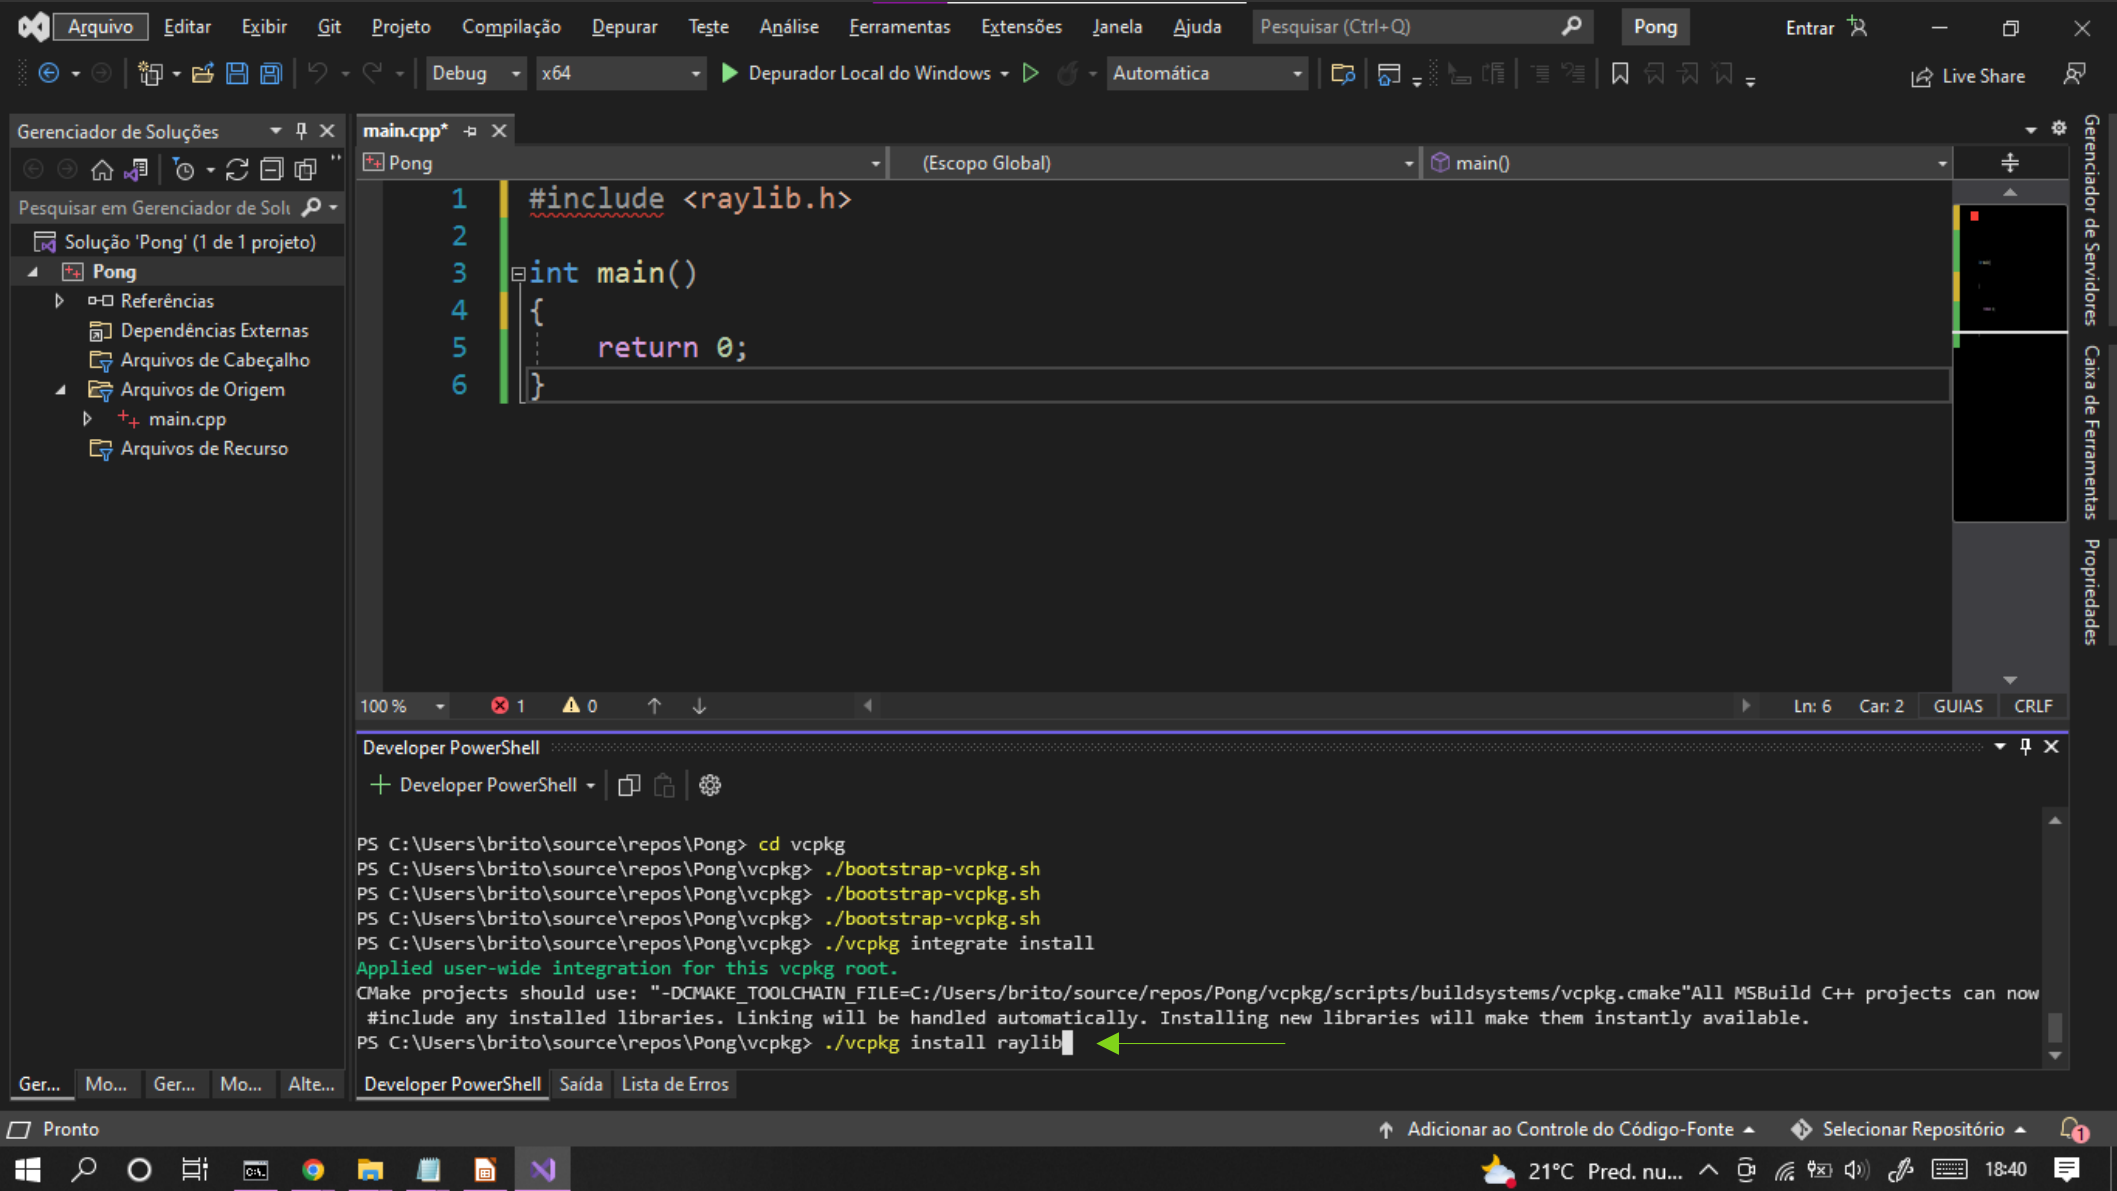 Arquivo Editar Exibir Git Projeto Compilação Depurar Teste Análise Ferramentas Extensões Janela Ajuda Pesquisar (Ctrl+Q) Pong Entrar
Debug x64 Depurador Local do Windows Automática Live Share
Gerenciador de Soluções
Pesquisar em Gerenciador de Solu
Solução 'Pong' (1 de 1 projeto)
Pong
Referências
Dependências Externas
Arquivos de Cabeçalho
Arquivos de Origem
main.cpp
Arquivos de Recurso
Ger... Mo... Ger... Mo... Alte...
main.cpp*
Pong (Escopo Global) main()
1 #include <raylib.h>
2
3 int main()
4 {
5 return 0;
6 }
100 % 1 0 Ln: 6 Car: 2 GUIAS CRLF
Developer PowerShell
Developer PowerShell
PS C:\Users\brito\source\repos\Pong> cd vcpkg
PS C:\Users\brito\source\repos\Pong\vcpkg> ./bootstrap-vcpkg.sh
PS C:\Users\brito\source\repos\Pong\vcpkg> ./bootstrap-vcpkg.sh
PS C:\Users\brito\source\repos\Pong\vcpkg> ./bootstrap-vcpkg.sh
PS C:\Users\brito\source\repos\Pong\vcpkg> ./vcpkg integrate install
Applied user-wide integration for this vcpkg root.
CMake projects should use: "-DCMAKE_TOOLCHAIN_FILE=C:/Users/brito/source/repos/Pong/vcpkg/scripts/buildsystems/vcpkg.cmake"All MSBuild C++ projects can now
#include any installed libraries. Linking will be handled automatically. Installing new libraries will make them instantly available.
PS C:\Users\brito\source\repos\Pong\vcpkg> ./vcpkg install raylib
Developer PowerShell Saída Lista de Erros
Gerenciador de Servidores
Caixa de Ferramentas
Propriedades
Pronto Adicionar ao Controle do Código-Fonte Selecionar Repositório 1
21°C Pred. nu... 18:40